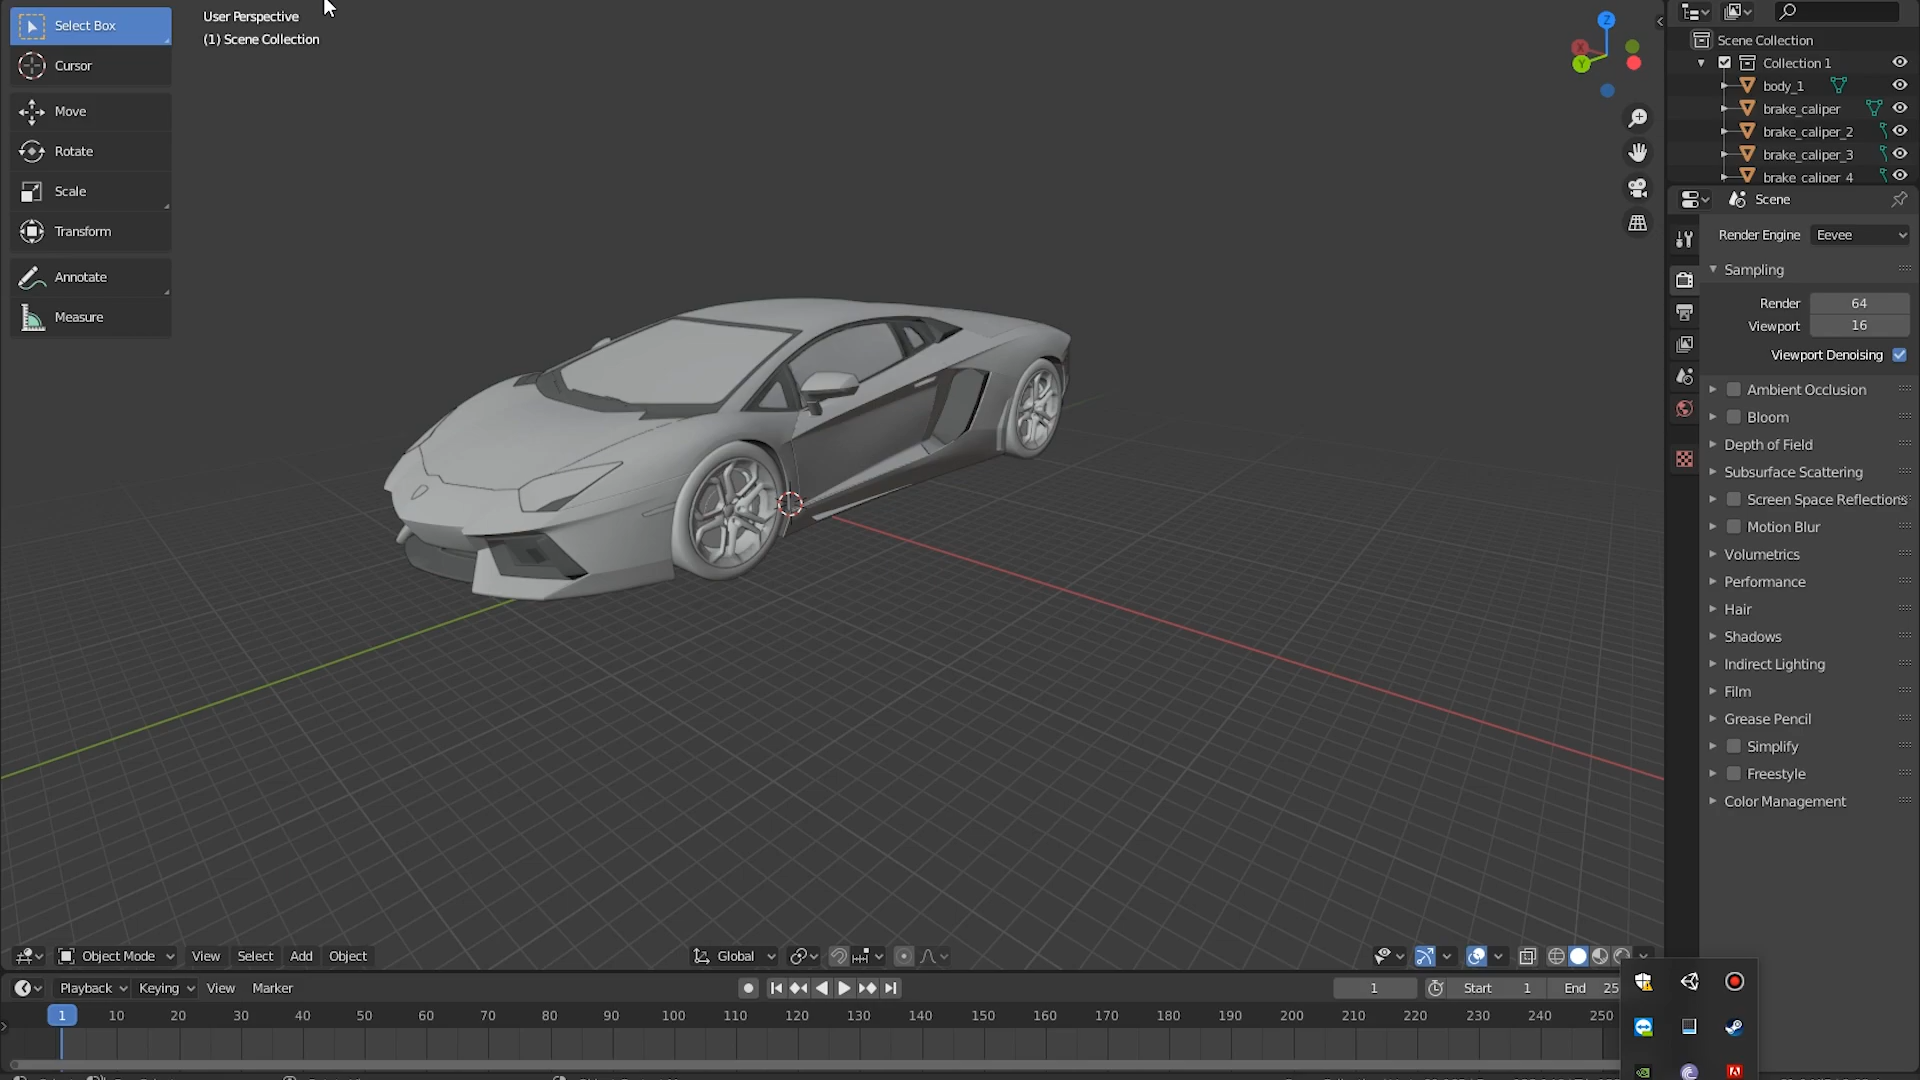 Select Box
Cursor
Move
Rotate
Scale
Transform
Annotate
Measure
User Perspective
(1) Scene Collection
Z
X
Y
Scene Collection
Collection 1
body_1
brake_caliper
brake_caliper_2
brake_caliper_3
brake_caliper_4
Scene
Render Engine Eevee
Sampling
Render 64
Viewport 16
Viewport Denoising
Ambient Occlusion
Bloom
Depth of Field
Subsurface Scattering
Screen Space Reflections
Motion Blur
Volumetrics
Performance
Hair
Shadows
Indirect Lighting
Film
Grease Pencil
Simplify
Freestyle
Color Management
Object Mode View Select Add Object Global
Playback Keying View Marker 1 Start 1 End 25
1 10 20 30 40 50 60 70 80 90 100 110 120 130 140 150 160 170 180 190 200 210 220 230 240 250